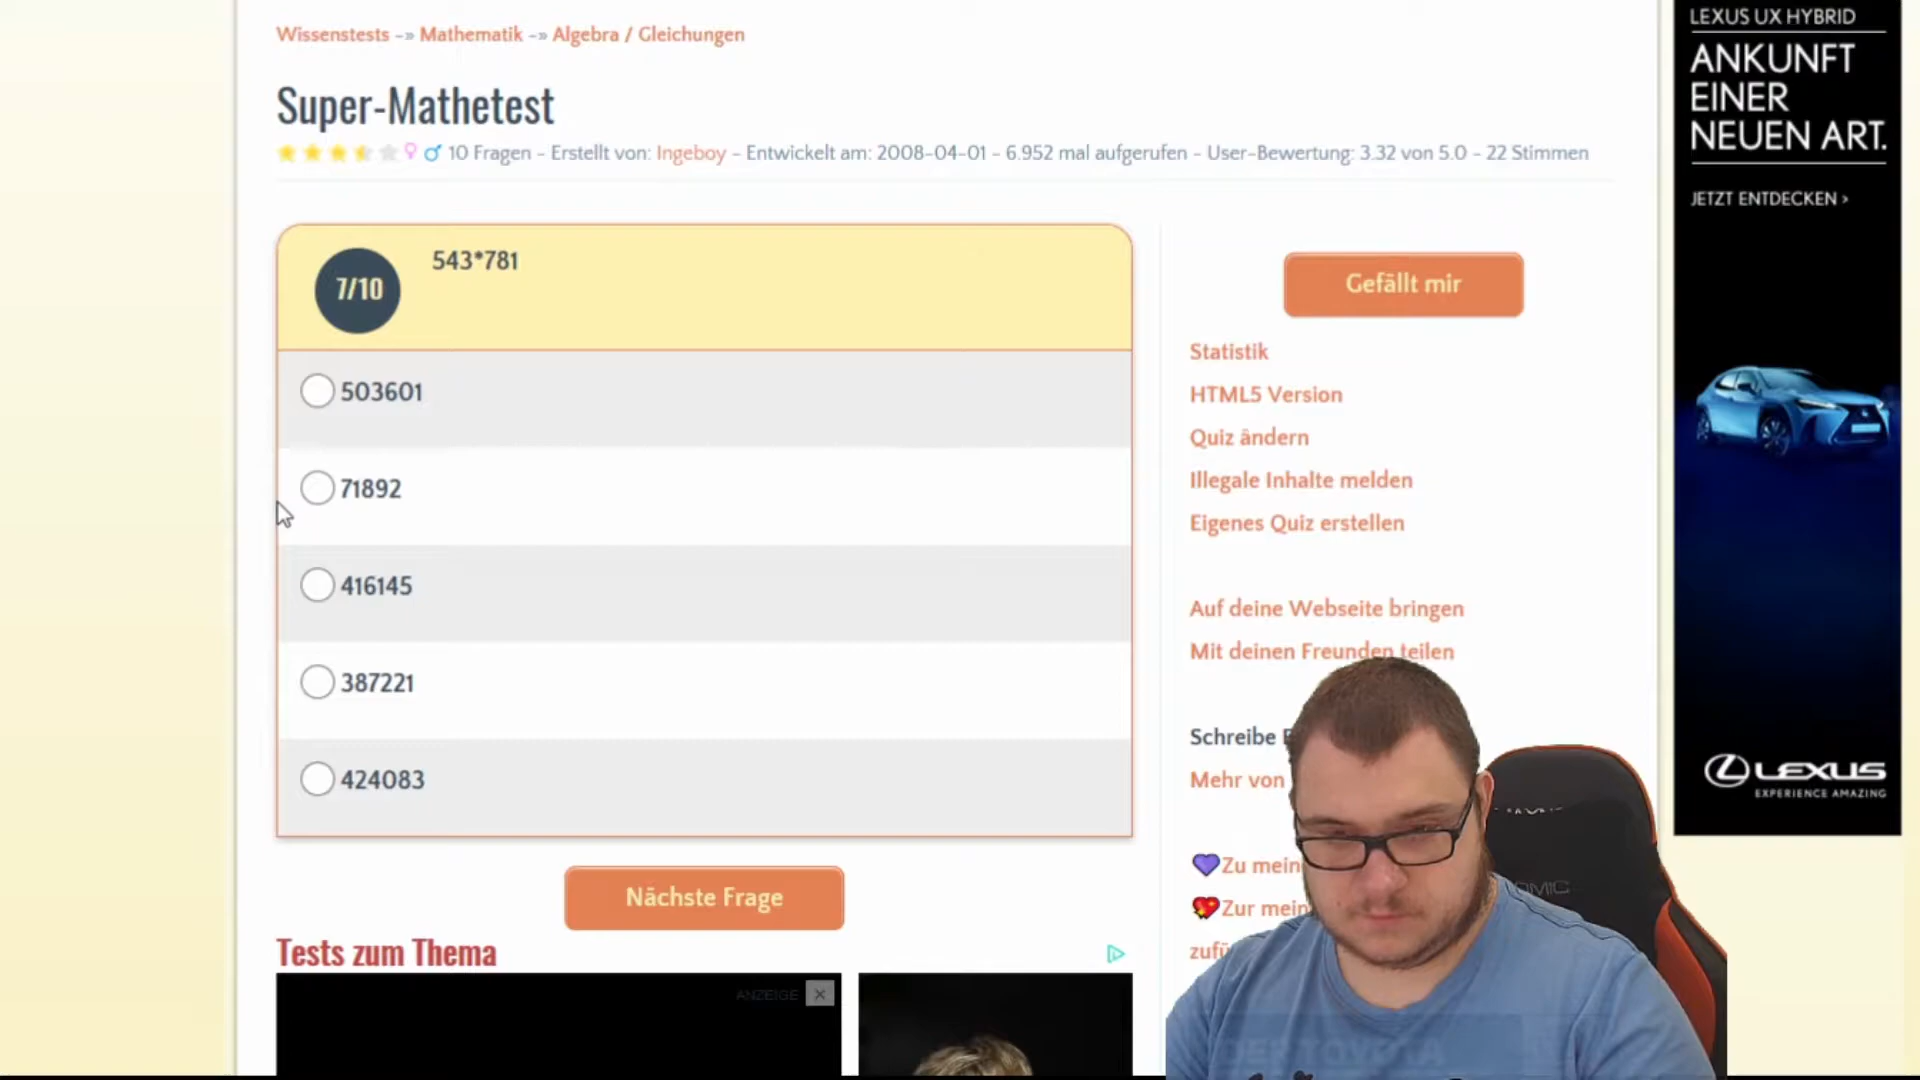 Wissenstests -» Mathematik -» Algebra / Gleichungen
Super-Mathetest
10 Fragen - Erstellt von: Ingeboy - Entwickelt am: 2008-04-01 - 6.952 mal aufgerufen - User-Bewertung: 3.32 von 5.0 - 22 Stimmen
7/10
543*781
503601
71892
416145
387221
424083
Nächste Frage
Tests zum Thema
ANZEIGE
Gefällt mir
Statistik
HTML5 Version
Quiz ändern
Illegale Inhalte melden
Eigenes Quiz erstellen
Auf deine Webseite bringen
Mit deinen Freunden teilen
Schreibe
Mehr von
Zu mein
Zur mein
zufü
LEXUS UX HYBRID
ANKUNFT
EINER
NEUEN ART.
JETZT ENTDECKEN >
LEXUS
EXPERIENCE AMAZING